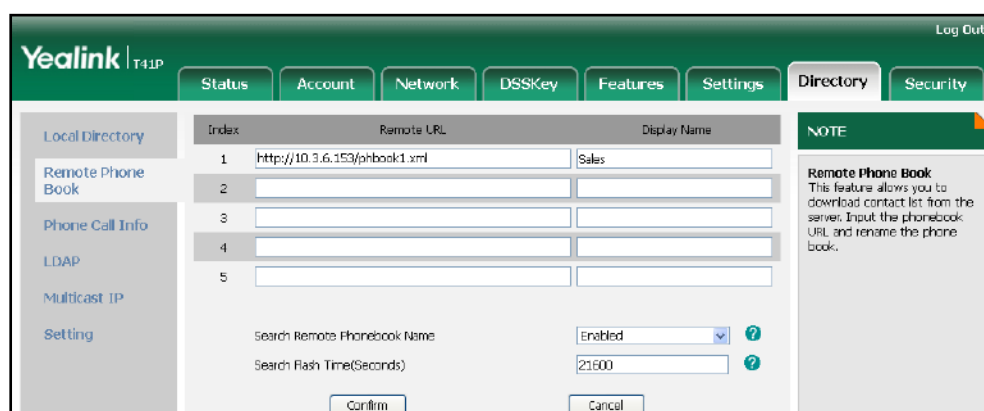 Log Out
Yealink T41P
Status Account Network DSSKey Features Settings Directory Security
Local Directory
Remote Phone
Book
Phone Call Info
LDAP
Multicast IP
Setting
Index Remote URL Display Name
1 http://10.3.6.153/phbook1.xml Sales
2
3
4
5
Search Remote Phonebook Name Enabled ?
Search Flash Time(Seconds) 21600 ?
Confirm Cancel
NOTE
Remote Phone Book
This feature allows you to
download contact list from the
server. Input the phonebook
URL and rename the phone
book.